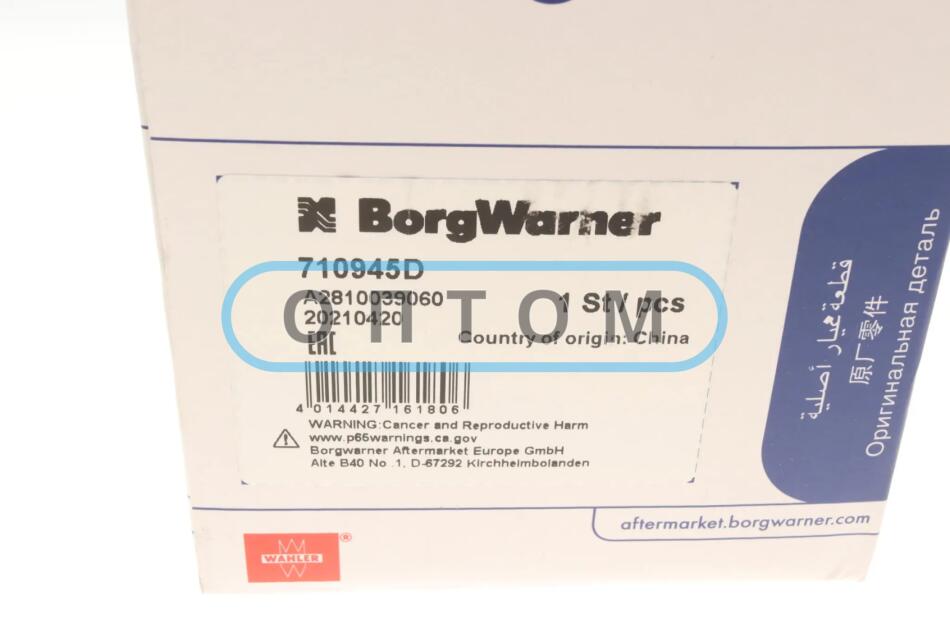 BorgWarner
710945D
A2810039060
1 St / pcs
20210420
Country of origin: China
EAC
4 014427 161806
WARNING:Cancer and Reproductive Harm
www.p65warnings.ca.gov
Borgwarner Aftermarket Europe GmbH
Alte B40 No .1, D-67292 Kirchheimbolanden
ОПТОМ
قطعة غيار أصلية
原厂零件
Оригинальная деталь
aftermarket.borgwarner.com
WAHLER
®